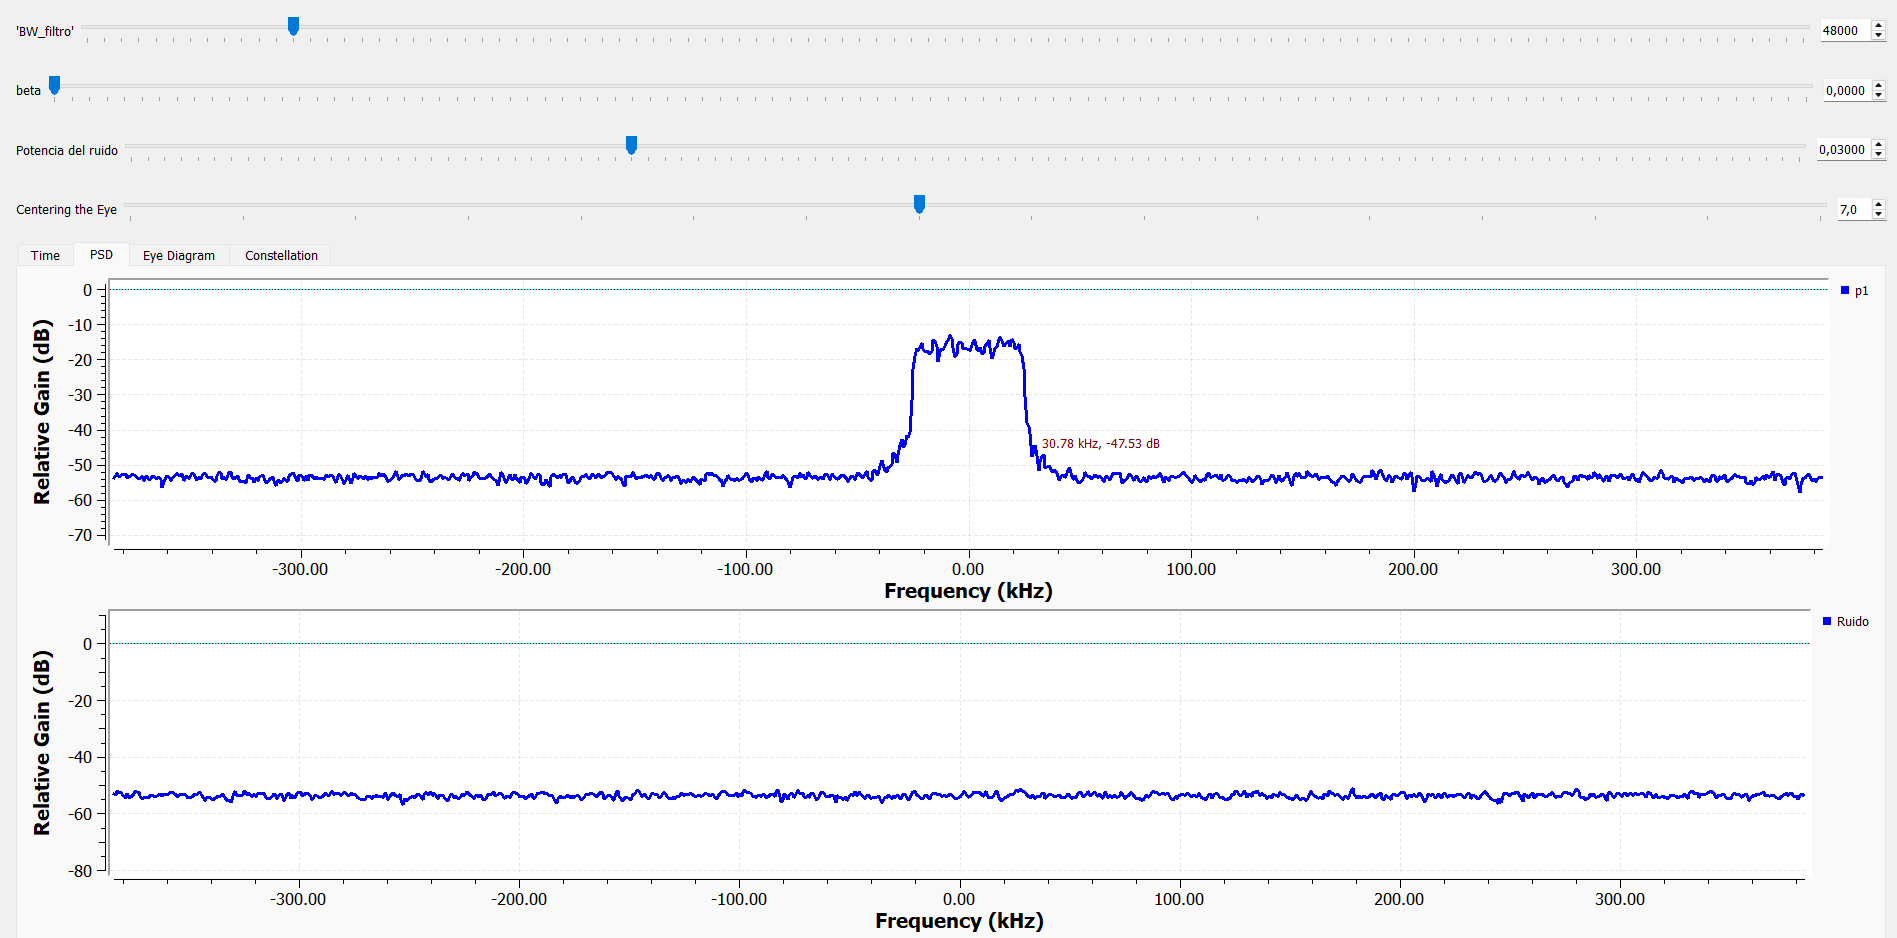 'BW_filtro' 48000
beta 0,0000
Potencia del ruido 0,03000
Centering the Eye 7,0
Time PSD Eye Diagram Constellation
0
-10
-20
-30
-40
-50
-60
-70
Relative Gain (dB)
p1
30.78 kHz, -47.53 dB
-300.00 -200.00 -100.00 0.00 100.00 200.00 300.00
Frequency (kHz)
0
-20
-40
-60
-80
Relative Gain (dB)
Ruido
-300.00 -200.00 -100.00 0.00 100.00 200.00 300.00
Frequency (kHz)